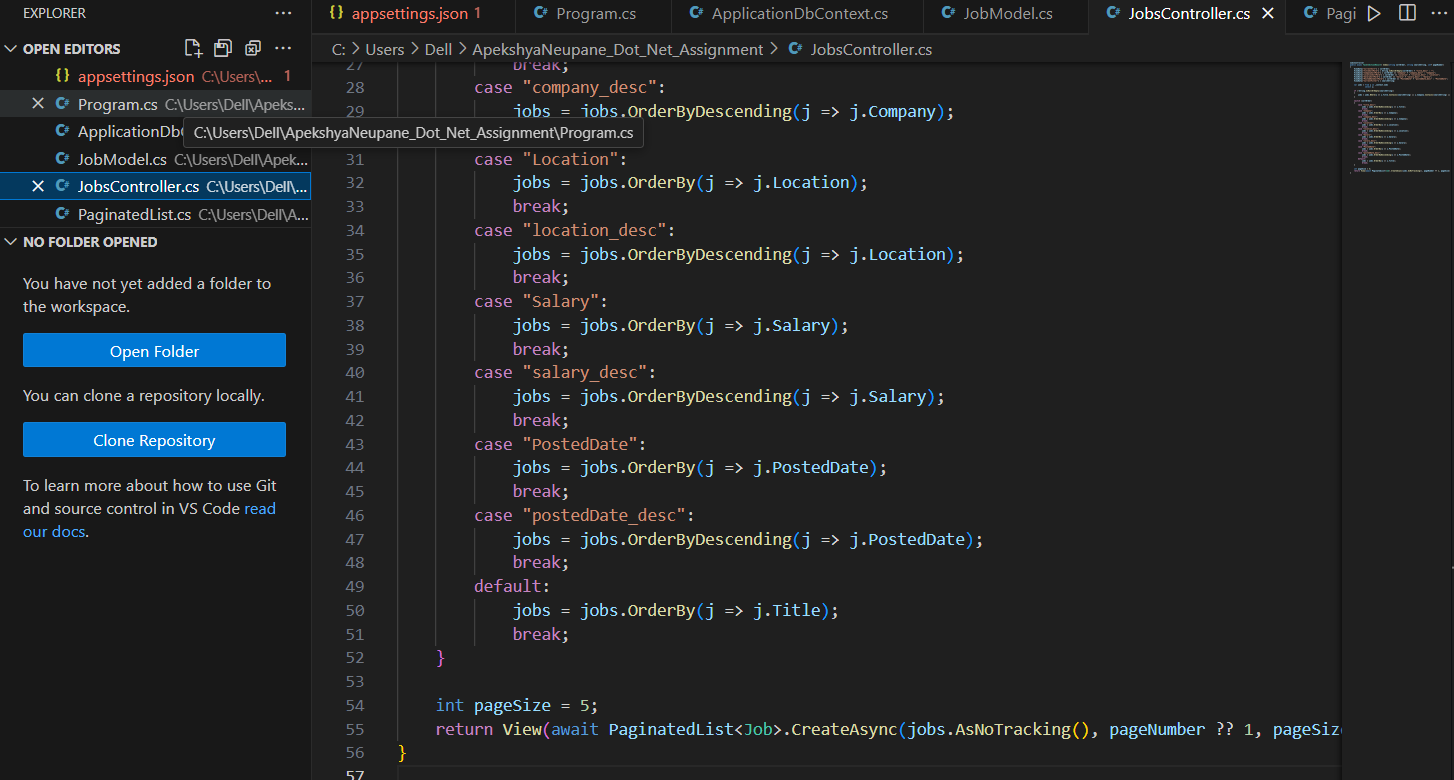 EXPLORER ···
OPEN EDITORS ···
{} appsettings.json C:\Users\... 1
C# Program.cs C:\Users\Dell\Apeks...
C# ApplicationDb
C# JobModel.cs C:\Users\Dell\Apek...
C# JobsController.cs C:\Users\Dell\...
C# PaginatedList.cs C:\Users\Dell\A...
NO FOLDER OPENED
You have not yet added a folder to
the workspace.
Open Folder
You can clone a repository locally.
Clone Repository
To learn more about how to use Git
and source control in VS Code read
our docs.
{} appsettings.json 1
C# Program.cs
C# ApplicationDbContext.cs
C# JobModel.cs
C# JobsController.cs
C# Pagi
···
C: > Users > Dell > ApekshyaNeupane_Dot_Net_Assignment > C# JobsController.cs
C:\Users\Dell\ApekshyaNeupane_Dot_Net_Assignment\Program.cs
27 break;
28 case "company_desc":
29 jobs = jobs.OrderByDescending(j => j.Company);
31 case "Location":
32 jobs = jobs.OrderBy(j => j.Location);
33 break;
34 case "location_desc":
35 jobs = jobs.OrderByDescending(j => j.Location);
36 break;
37 case "Salary":
38 jobs = jobs.OrderBy(j => j.Salary);
39 break;
40 case "salary_desc":
41 jobs = jobs.OrderByDescending(j => j.Salary);
42 break;
43 case "PostedDate":
44 jobs = jobs.OrderBy(j => j.PostedDate);
45 break;
46 case "postedDate_desc":
47 jobs = jobs.OrderByDescending(j => j.PostedDate);
48 break;
49 default:
50 jobs = jobs.OrderBy(j => j.Title);
51 break;
52 }
53
54 int pageSize = 5;
55 return View(await PaginatedList<Job>.CreateAsync(jobs.AsNoTracking(), pageNumber ?? 1, pageSiz
56 }
57